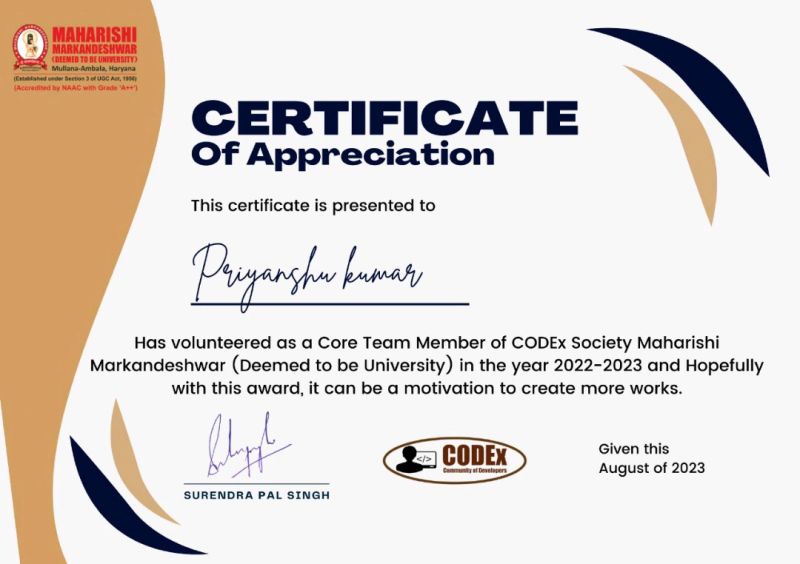 MAHARISHI
MARKANDESHWAR
(DEEMED TO BE UNIVERSITY)
Mullana-Ambala, Haryana
(Established under Section 3 of UGC Act, 1956)
(Accredited by NAAC with Grade 'A++')
CERTIFICATE
Of Appreciation
This certificate is presented to
Priyanshu kumar
Has volunteered as a Core Team Member of CODEx Society Maharishi
Markandeshwar (Deemed to be University) in the year 2022-2023 and Hopefully
with this award, it can be a motivation to create more works.
SURENDRA PAL SINGH
</>
CODEx
Community of Developers
Given this
August of 2023